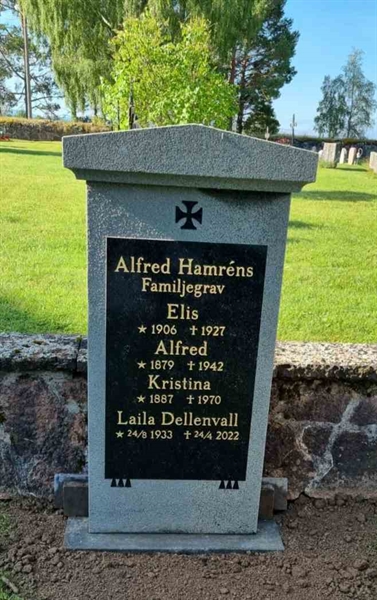 Alfred Hamréns
Familjegrav
Elis
★ 1906 ✝ 1927
Alfred
★ 1879 ✝ 1942
Kristina
★ 1887 ✝ 1970
Laila Dellenvall
★ 24/8 1933 ✝ 24/4 2022